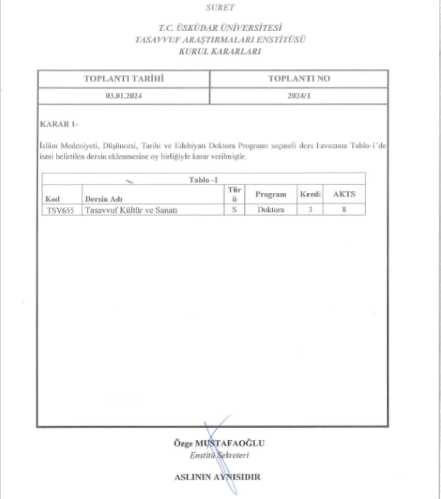 SURET
T.C. ÜSKÜDAR ÜNİVERSİTESİ
TASAVVUF ARAŞTIRMALARI ENSTİTÜSÜ
KURUL KARARLARI
TOPLANTI TARİHİ TOPLANTI NO
03.01.2024 2024/1
KARAR 1-
İslâm Medeniyeti, Düşüncesi, Tarihi ve Edebiyatı Doktora Programı seçmeli ders havuzuna Tablo-1'de
ismi belirtilen dersin eklenmesine oy birliğiyle karar verilmiştir.
Tablo -1
Kod Dersin Adı Türü Program Kredi AKTS
TSV655 Tasavvuf Kültür ve Sanatı S Doktora 3 8
Özge MUSTAFAOĞLU
Enstitü Sekreteri
ASLININ AYNISIDIR